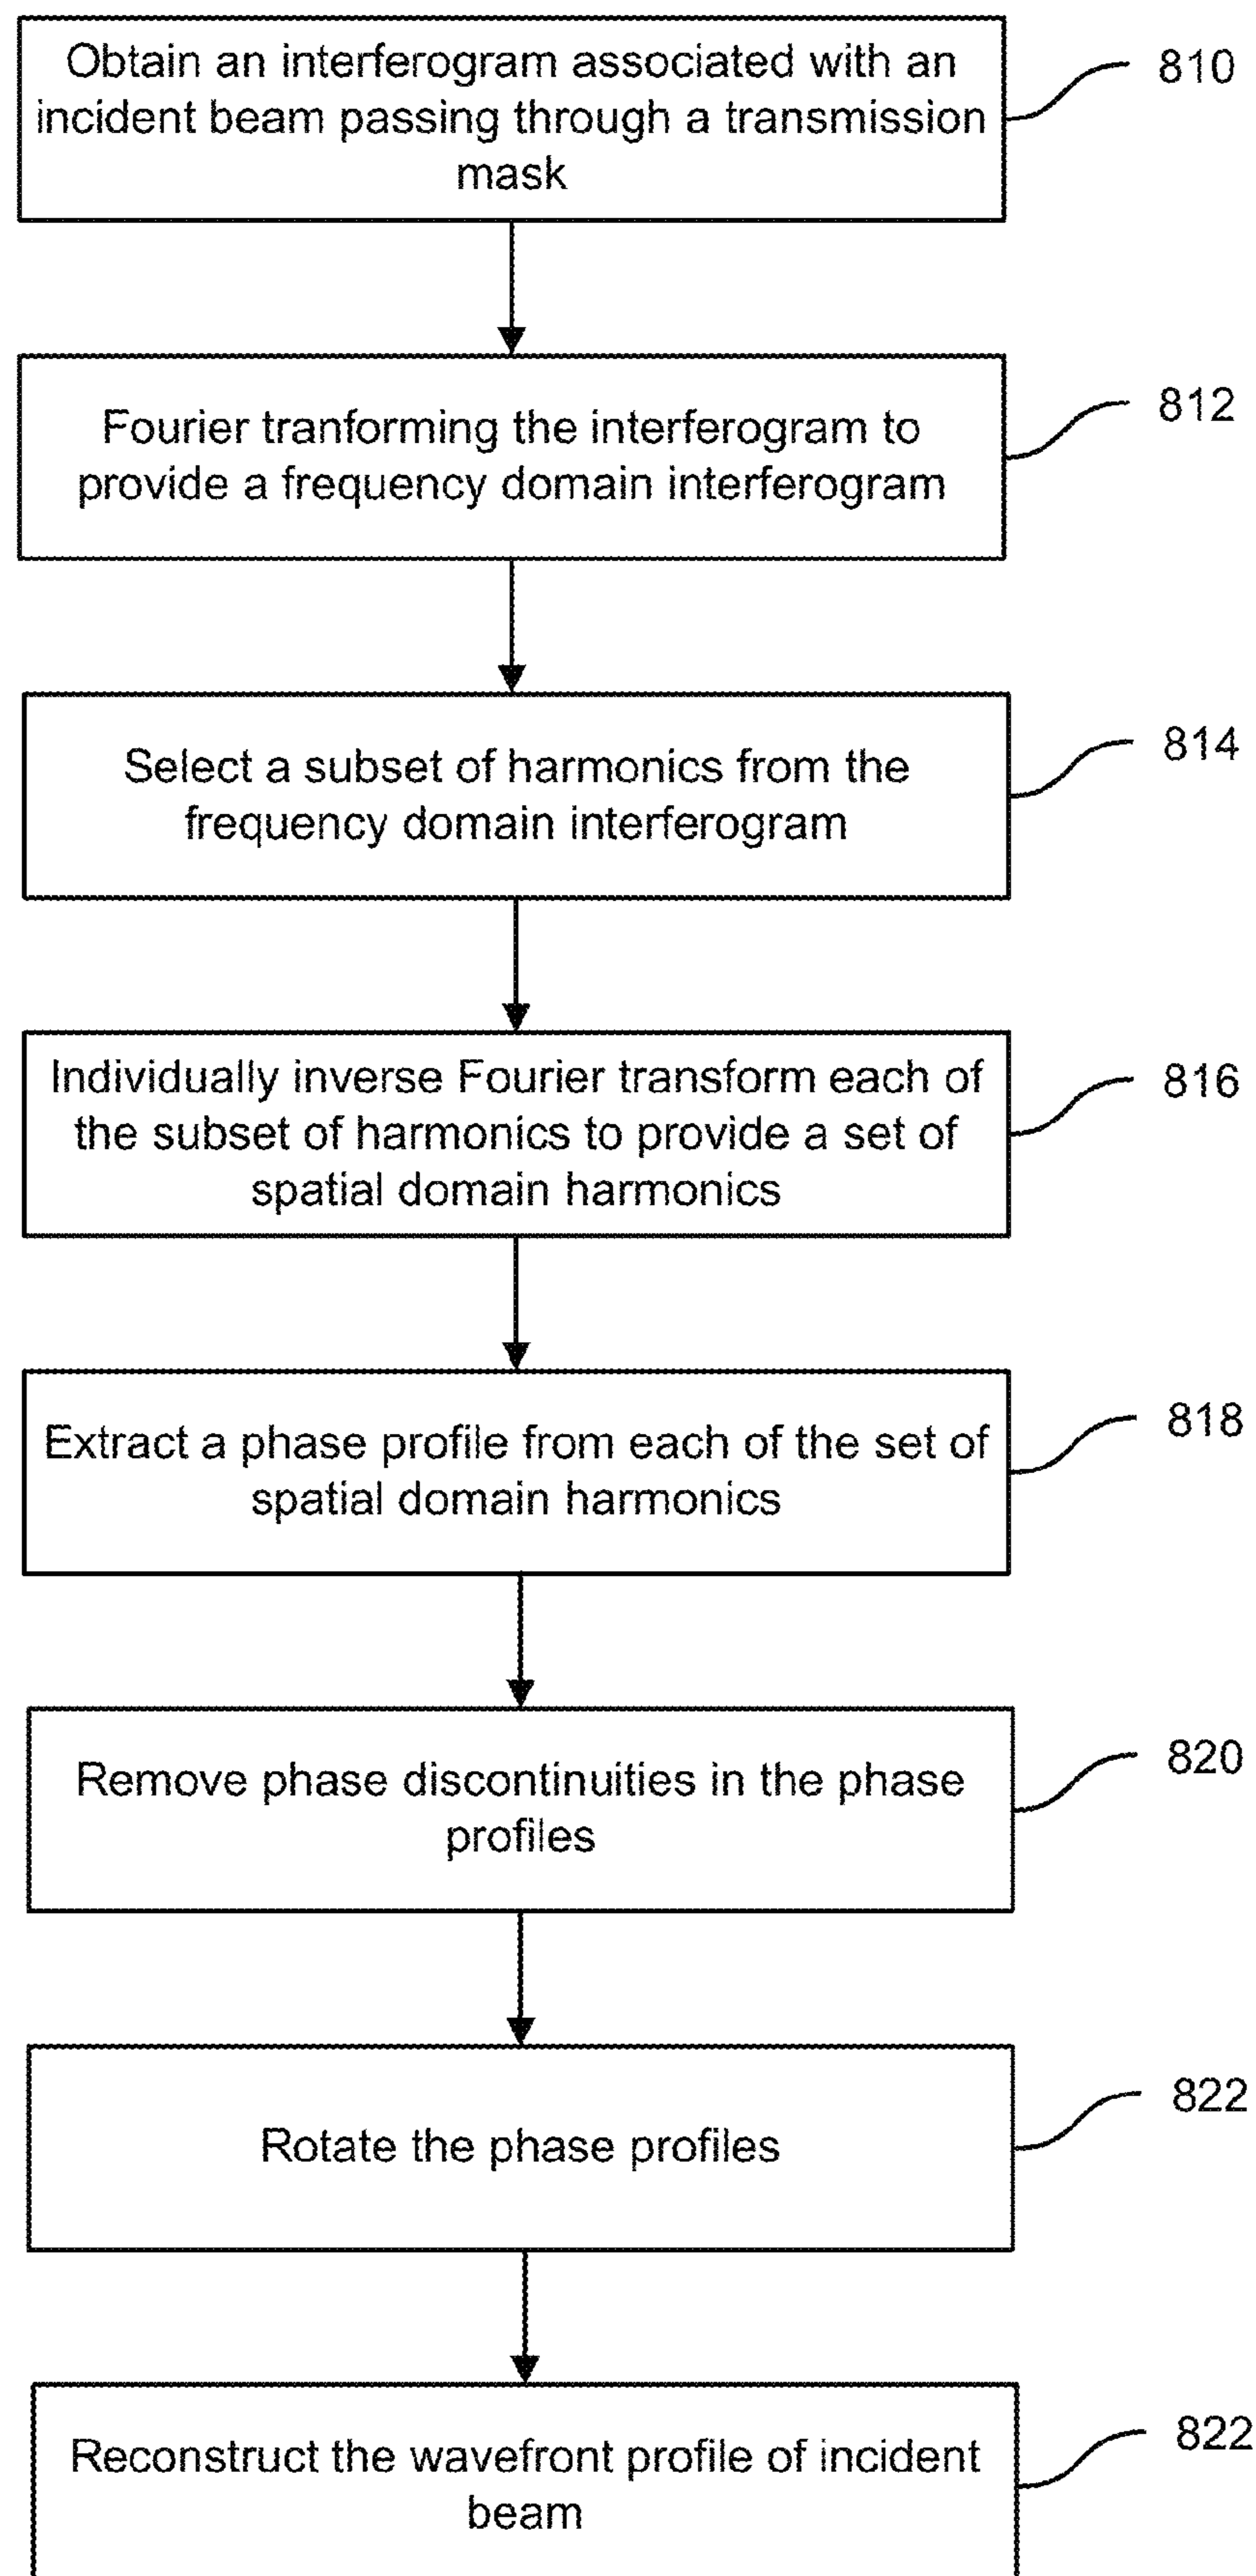 Obtain an interferogram associated with an
incident beam passing through a transmission
mask
810
Fourier tranforming the interferogram to
provide a frequency domain interferogram
812
Select a subset of harmonics from the
frequency domain interferogram
814
Individually inverse Fourier transform each of
the subset of harmonics to provide a set of
spatial domain harmonics
816
Extract a phase profile from each of the set of
spatial domain harmonics
818
Remove phase discontinuities in the phase
profiles
820
Rotate the phase profiles
822
Reconstruct the wavefront profile of incident
beam
822